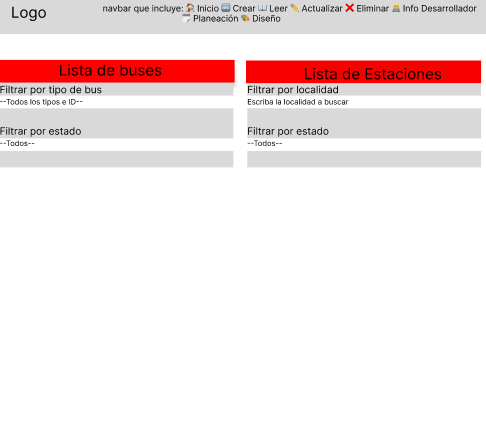 Logo
navbar que incluye: 🏠 Inicio 🆕 Crear 📖 Leer ✏️ Actualizar ❌ Eliminar 👨‍💻 Info Desarrollador
📅 Planeación 🎨 Diseño
Lista de buses
Filtrar por tipo de bus
--Todos los tipos e ID--
Filtrar por estado
--Todos--
Lista de Estaciones
Filtrar por localidad
Escriba la localidad a buscar
Filtrar por estado
--Todos--